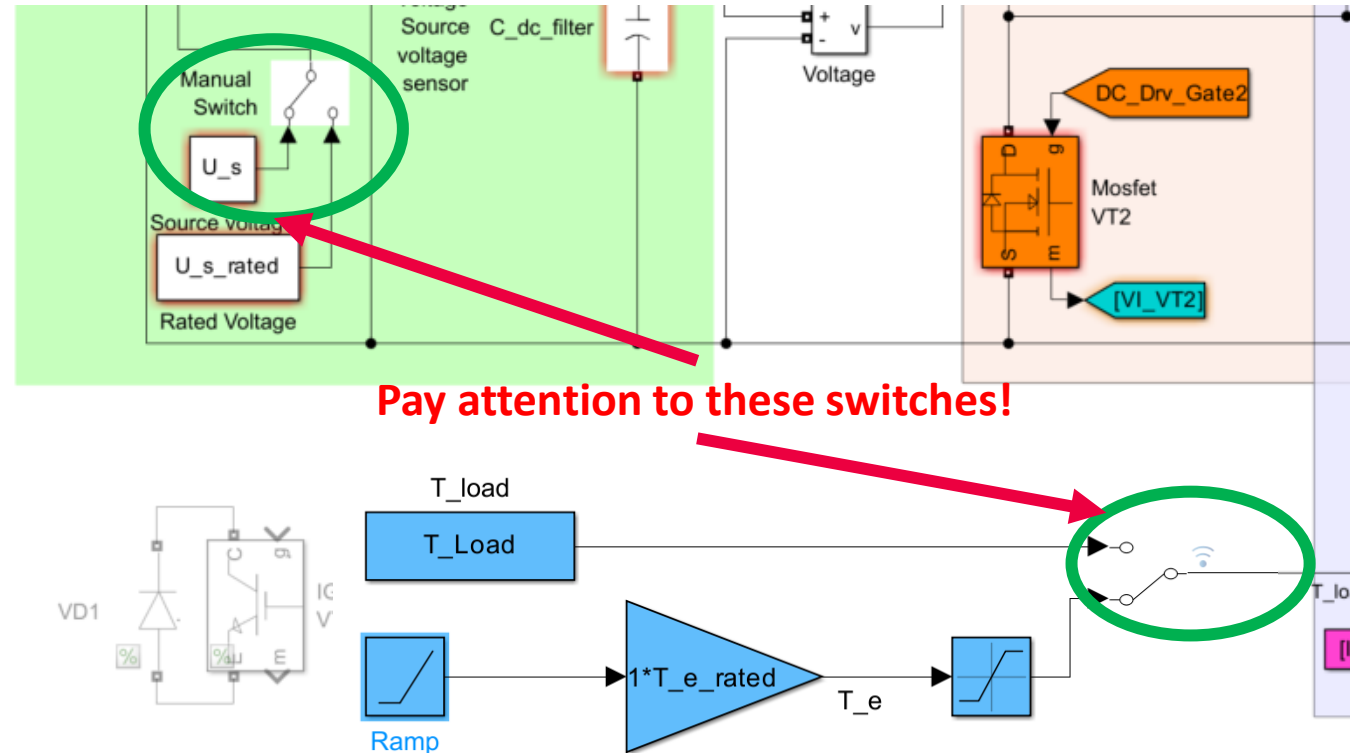 Source
voltage
sensor
C_dc_filter
+
-
v
Voltage
Manual
Switch
U_s
Source voltage
U_s_rated
Rated Voltage
DC_Drv_Gate2
D
g
S
m
Mosfet
VT2
[VI_VT2]
Pay attention to these switches!
T_load
T_Load
VD1
C
g
E
m
%
%
Ramp
1*T_e_rated
T_e